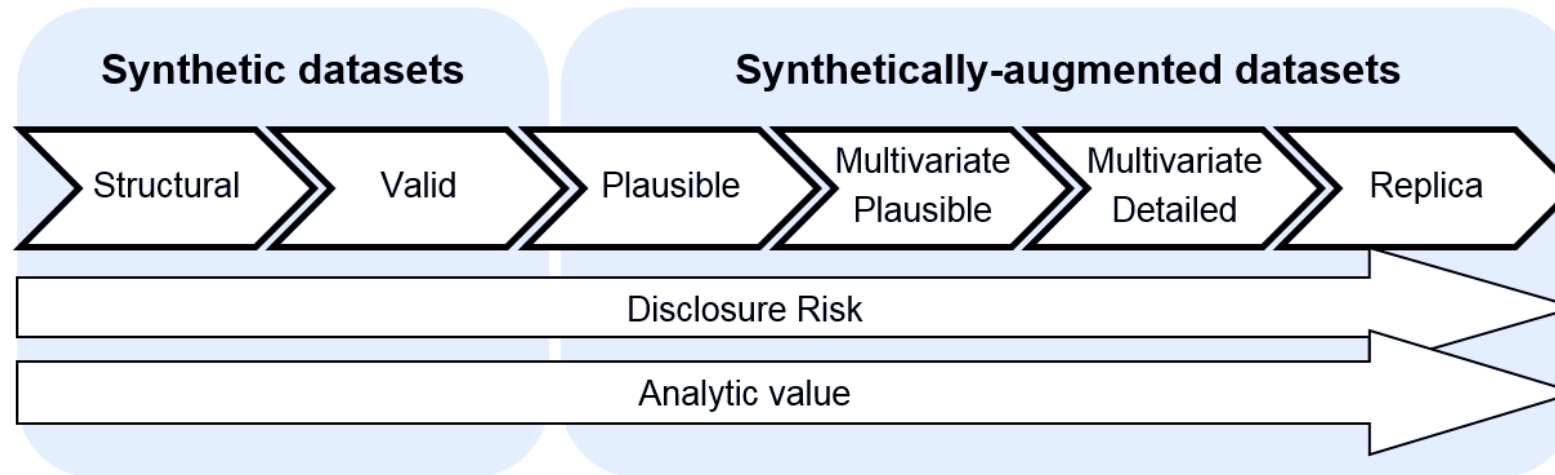 Synthetic datasets
Synthetically-augmented datasets
Structural
Valid
Plausible
Multivariate
Plausible
Multivariate
Detailed
Replica
Disclosure Risk
Analytic value